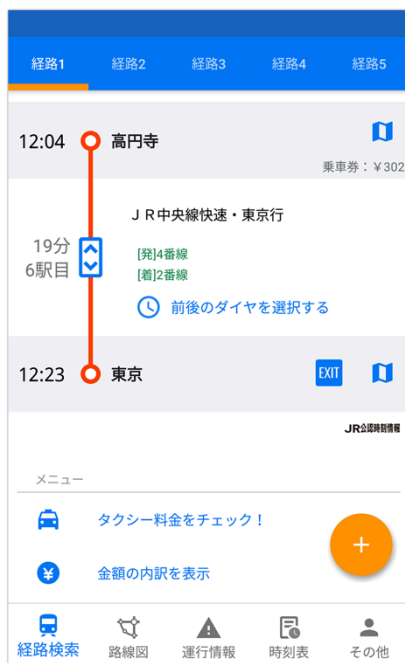 経路1 経路2 経路3 経路4 経路5
12:04 高円寺
乗車券：￥302
ＪＲ中央線快速・東京行
19分
6駅目
[発]4番線
[着]2番線
前後のダイヤを選択する
12:23 東京 EXIT
JR公認時刻情報
メニュー
タクシー料金をチェック！
金額の内訳を表示
+
経路検索 路線図 運行情報 時刻表 その他